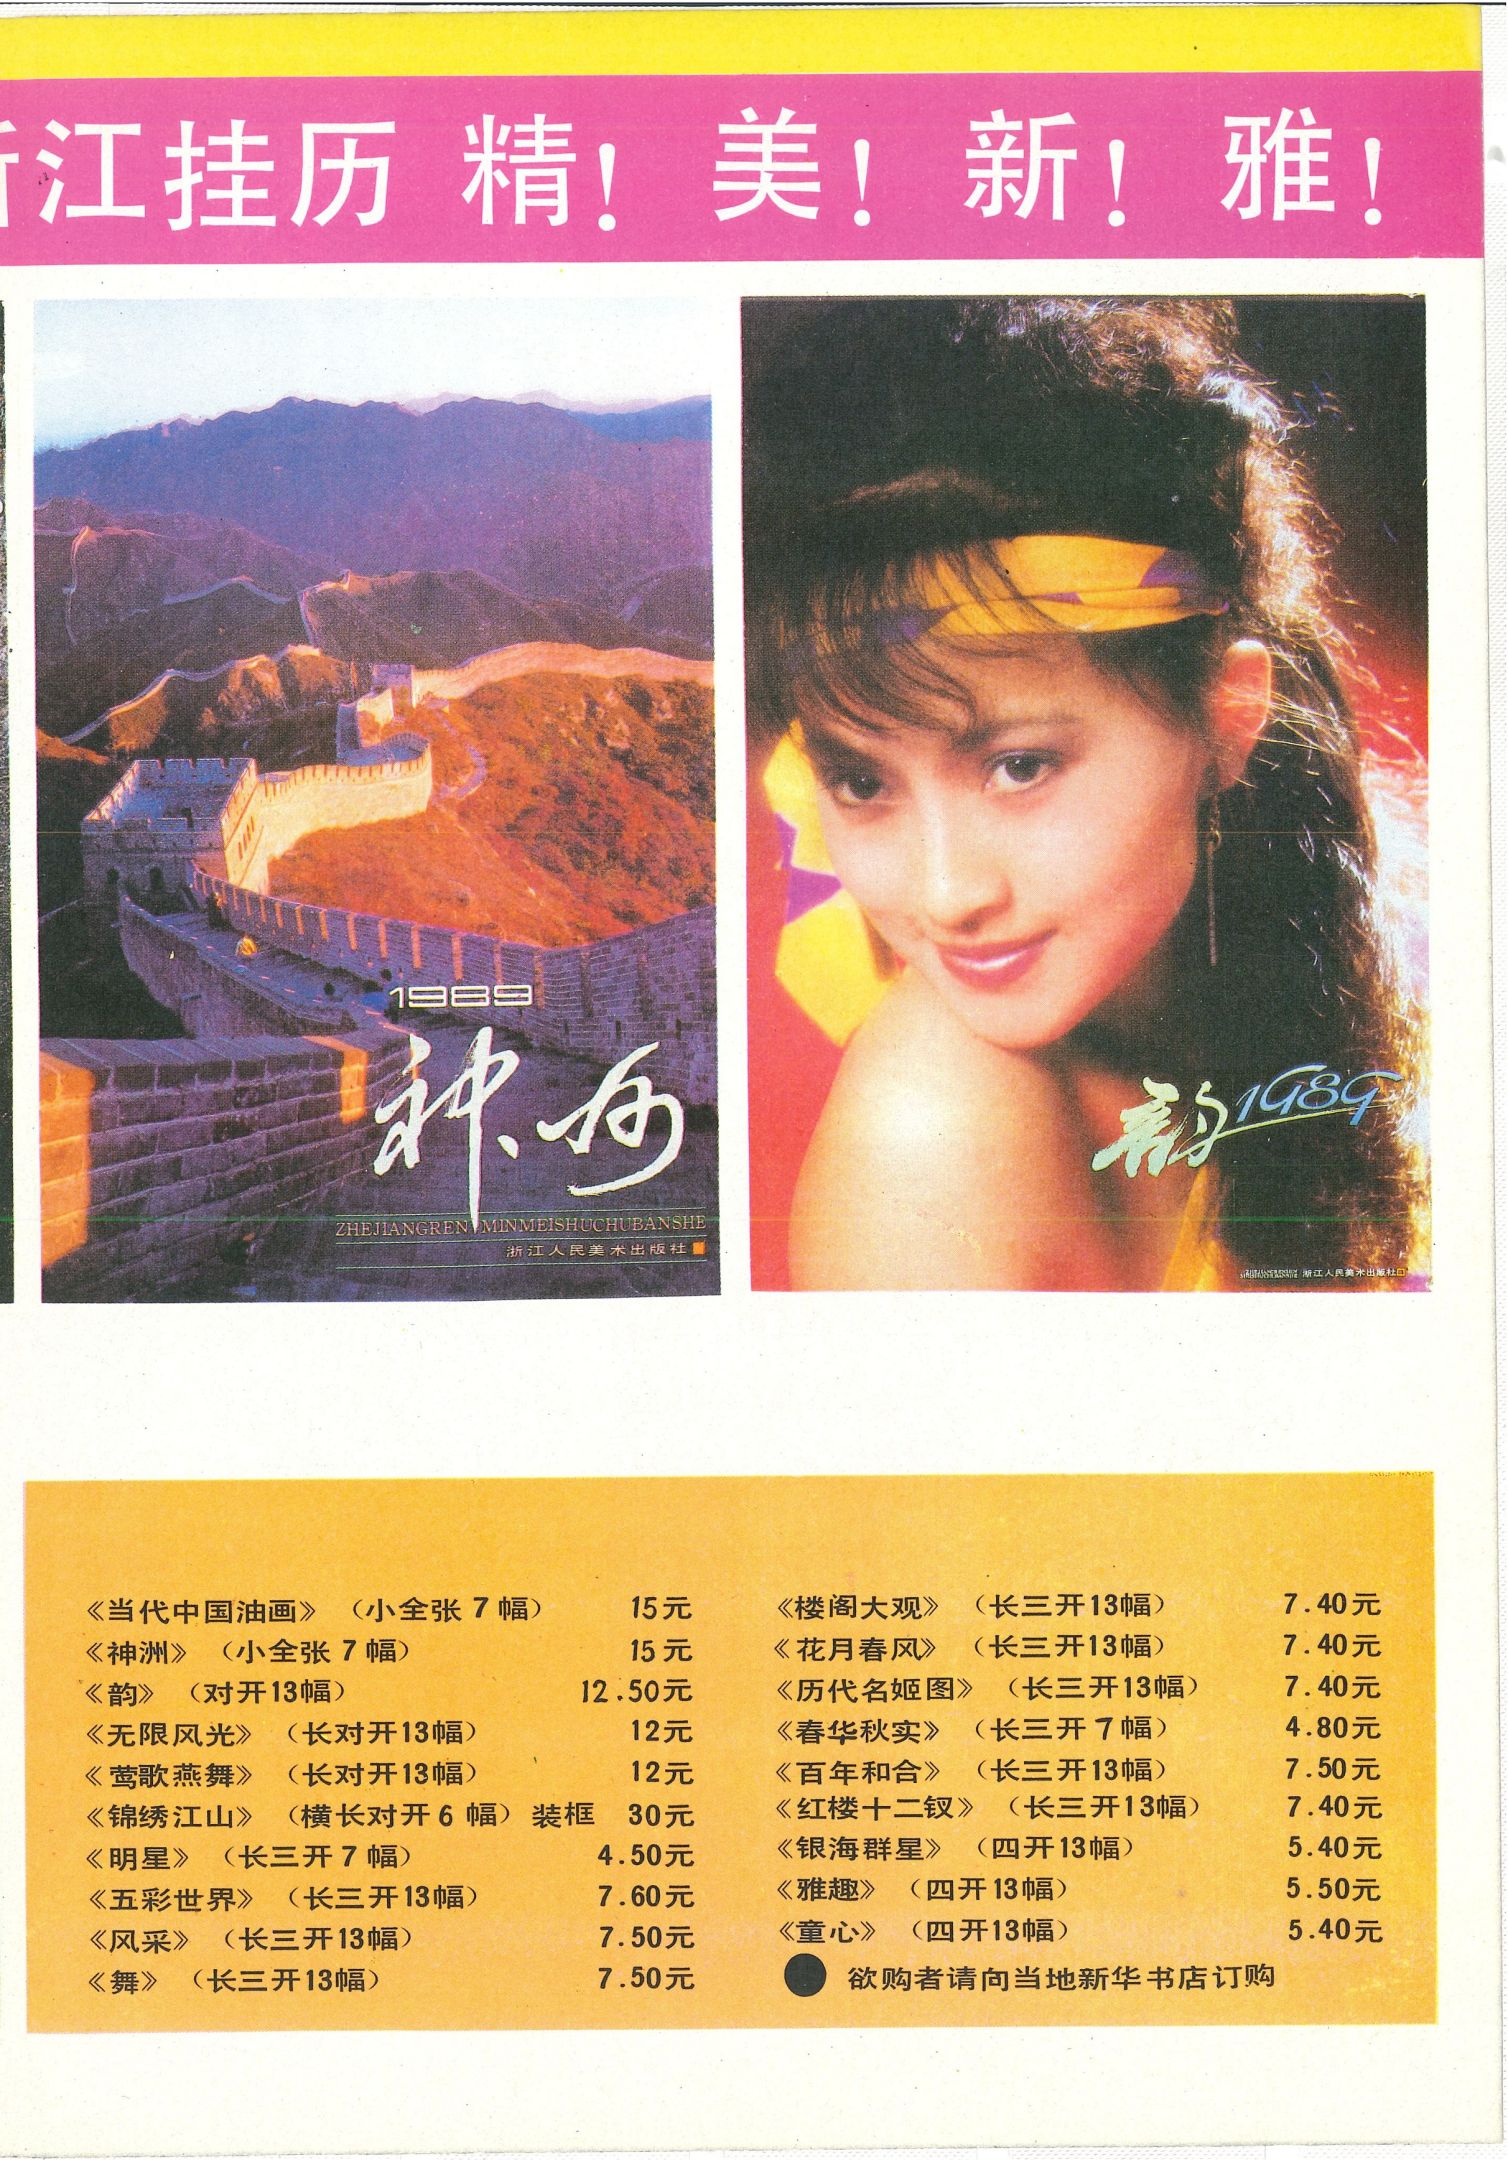 浙江挂历 精！ 美！ 新！ 雅！
1989
神州
ZHEJIANGRENMINMEISHUCHUBANSHE
浙江人民美术出版社
韵1989
浙江人民美术出版社
《当代中国油画》（小全张7幅） 15元
《神洲》（小全张7幅） 15元
《韵》（对开13幅） 12.50元
《无限风光》（长对开13幅） 12元
《莺歌燕舞》（长对开13幅） 12元
《锦绣江山》（横长对开6幅）装框 30元
《明星》（长三开7幅） 4.50元
《五彩世界》（长三开13幅） 7.60元
《风采》（长三开13幅） 7.50元
《舞》（长三开13幅） 7.50元
《楼阁大观》（长三开13幅） 7.40元
《花月春风》（长三开13幅） 7.40元
《历代名姬图》（长三开13幅） 7.40元
《春华秋实》（长三开7幅） 4.80元
《百年和合》（长三开13幅） 7.50元
《红楼十二钗》（长三开13幅） 7.40元
《银海群星》（四开13幅） 5.40元
《雅趣》（四开13幅） 5.50元
《童心》（四开13幅） 5.40元
● 欲购者请向当地新华书店订购